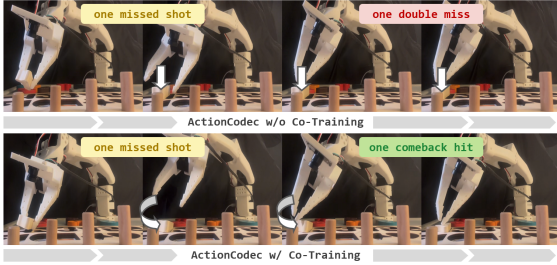 one missed shot
one double miss
ActionCodec w/o Co-Training
one missed shot
one comeback hit
ActionCodec w/ Co-Training